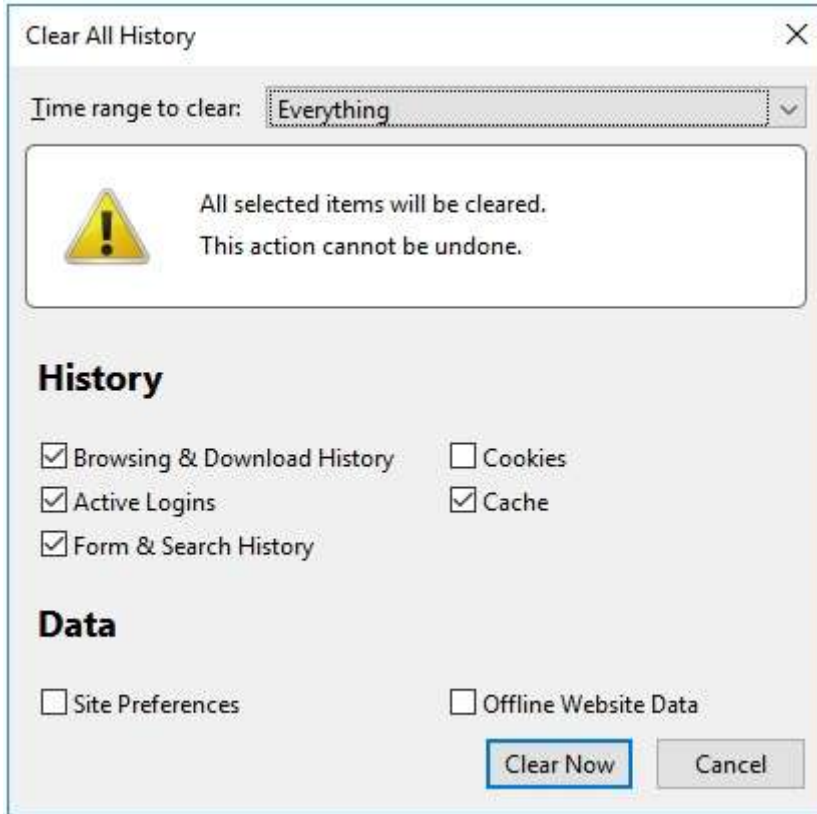 Clear All History
Time range to clear: Everything
All selected items will be cleared.
This action cannot be undone.
History
Browsing & Download History Cookies
Active Logins Cache
Form & Search History
Data
Site Preferences Offline Website Data
Clear Now Cancel